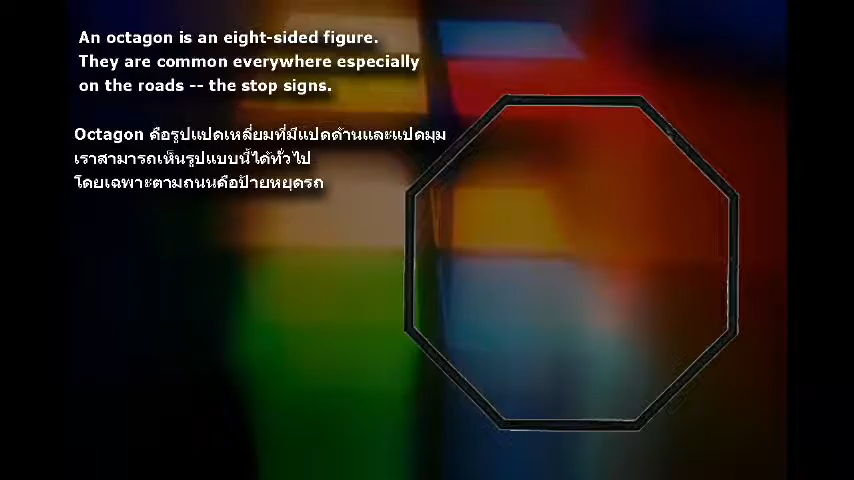 An octagon is an eight-sided figure.
They are common everywhere especially
on the roads -- the stop signs.
Octagon คือรูปแปดเหลี่ยมที่มีแปดด้านและแปดมุม
เราสามารถเห็นรูปแบบนี้ได้ทั่วไป
โดยเฉพาะตามถนนคือป้ายหยุดรถ